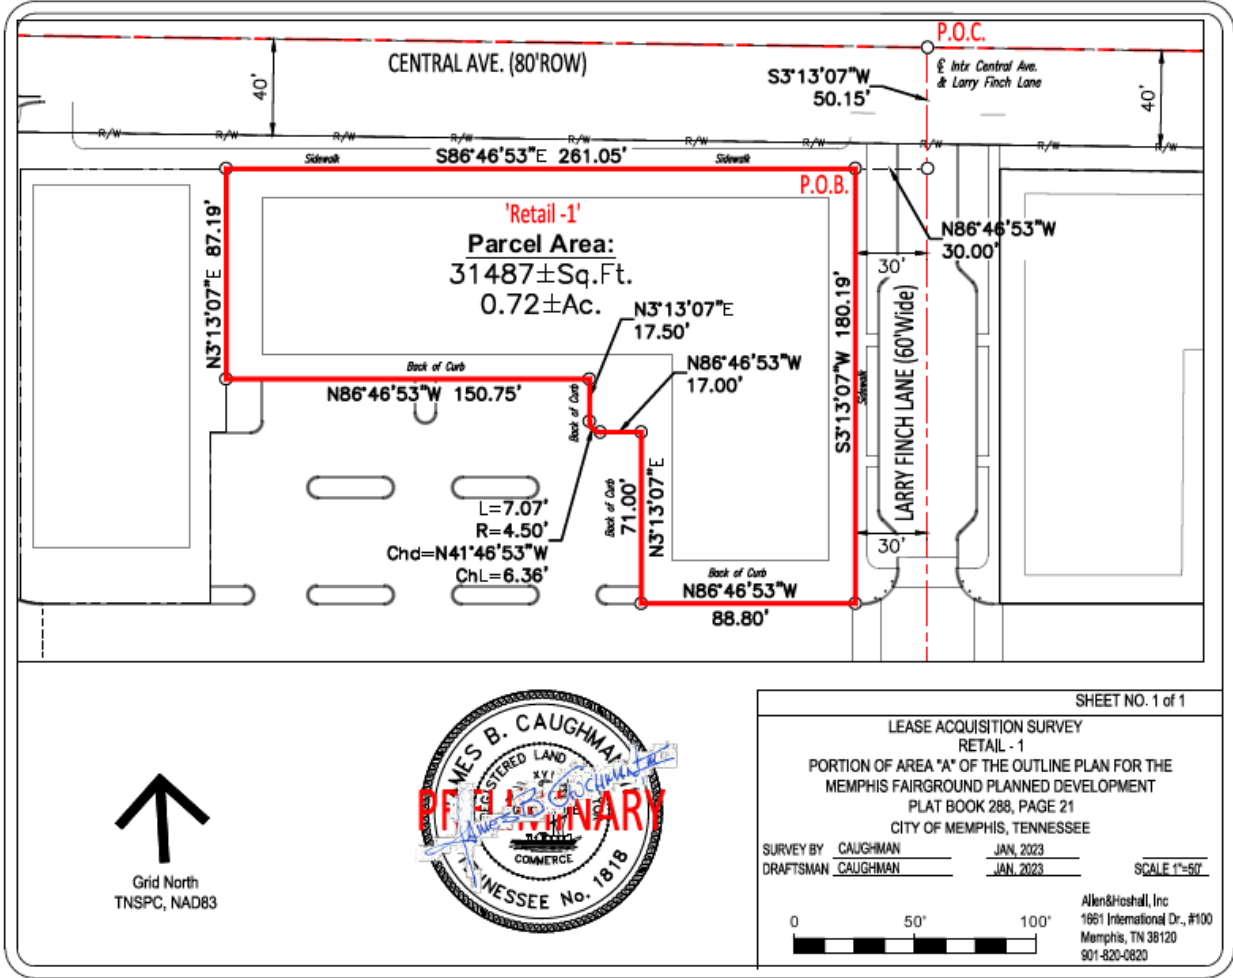 P.O.C.
CENTRAL AVE. (80'ROW)
℄ Intx Central Ave.
& Larry Finch Lane
S3°13'07"W
50.15'
40'
40'
R/W R/W R/W R/W R/W R/W R/W R/W R/W R/W
Sidewalk
S86°46'53"E 261.05'
Sidewalk
P.O.B.
'Retail -1'
Parcel Area:
31487±Sq.Ft.
0.72±Ac.
N3°13'07"E 87.19'
N86°46'53"W
30.00'
30'
N3°13'07"E
17.50'
N86°46'53"W
17.00'
Back of Curb
N86°46'53"W 150.75'
Back of Curb
S3°13'07"W 180.19'
Sidewalk
LARRY FINCH LANE (60'Wide)
L=7.07'
R=4.50'
Chd=N41°46'53"W
ChL=6.36'
Back of Curb
71.00'
N3°13'07"E
30'
Back of Curb
N86°46'53"W
88.80'
Grid North
TNSPC, NAD83
JAMES B. CAUGHMAN
REGISTERED LAND
XVI
COMMERCE
TENNESSEE No. 1818
PRELIMINARY
SHEET NO. 1 of 1
LEASE ACQUISITION SURVEY
RETAIL - 1
PORTION OF AREA "A" OF THE OUTLINE PLAN FOR THE
MEMPHIS FAIRGROUND PLANNED DEVELOPMENT
PLAT BOOK 288, PAGE 21
CITY OF MEMPHIS, TENNESSEE
SURVEY BY CAUGHMAN JAN, 2023
DRAFTSMAN CAUGHMAN JAN, 2023 SCALE 1"=50'
0 50' 100'
Allen&Hoshall, Inc
1661 International Dr., #100
Memphis, TN 38120
901-820-0820